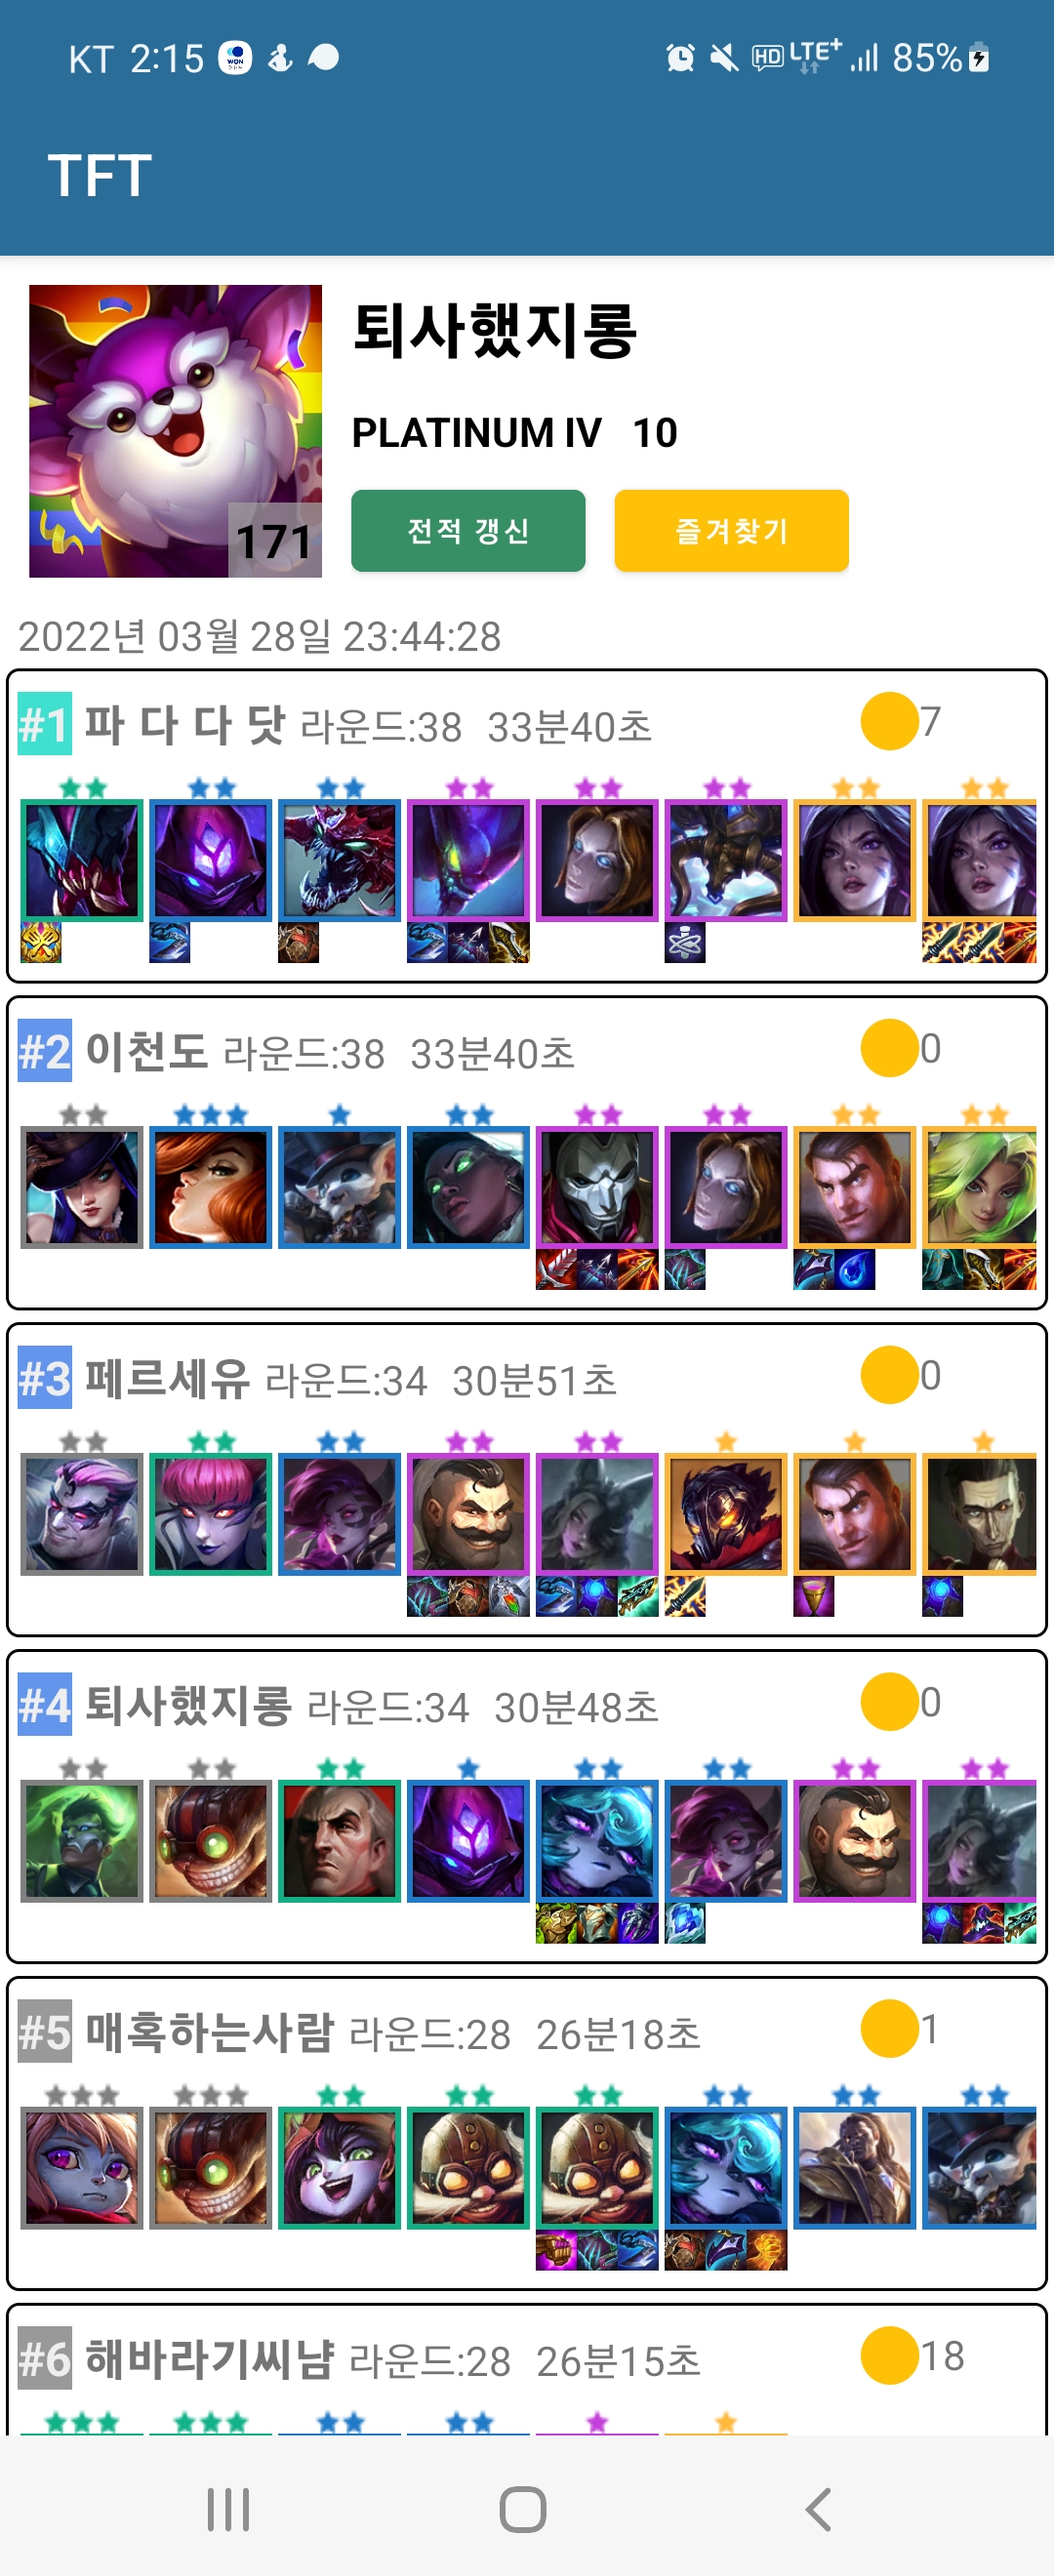 KT 2:15 WON HD LTE+ 85%
TFT
퇴사했지롱
PLATINUM IV 10
171
전적 갱신 즐겨찾기
2022년 03월 28일 23:44:28
#1 파 다 다 닷 라운드:38 33분40초 7
#2 이천도 라운드:38 33분40초 0
#3 페르세유 라운드:34 30분51초 0
#4 퇴사했지롱 라운드:34 30분48초 0
#5 매혹하는사람 라운드:28 26분18초 1
#6 해바라기씨냠 라운드:28 26분15초 18